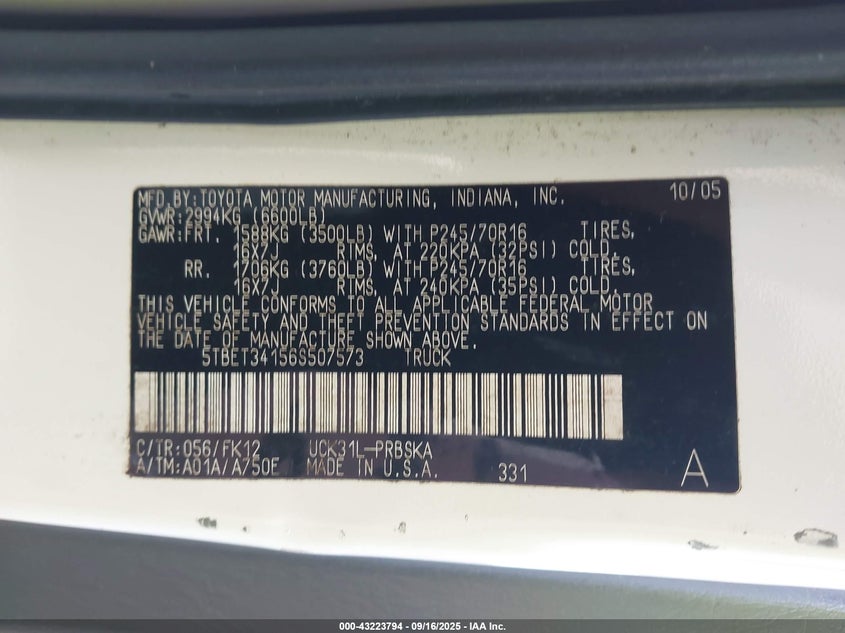 MFD.BY:TOYOTA MOTOR MANUFACTURING, INDIANA, INC. 10/05
GVWR:2994KG (6600LB)
GAWR:FRT. 1588KG (3500LB) WITH P245/70R16 TIRES,
16X7J RIMS, AT 220KPA (32PSI) COLD.
RR. 1706KG (3760LB) WITH P245/70R16 TIRES,
16X7J RIMS, AT 240KPA (35PSI) COLD.
THIS VEHICLE CONFORMS TO ALL APPLICABLE FEDERAL MOTOR
VEHICLE SAFETY AND THEFT PREVENTION STANDARDS IN EFFECT ON
THE DATE OF MANUFACTURE SHOWN ABOVE.
5TBET34156S507573 TRUCK
C/TR:056/FK12 UCK31L-PRBSKA
A/TM:A01A/A750E MADE IN U.S.A. 331 A
000-43223794 - 09/16/2025 - IAA Inc.